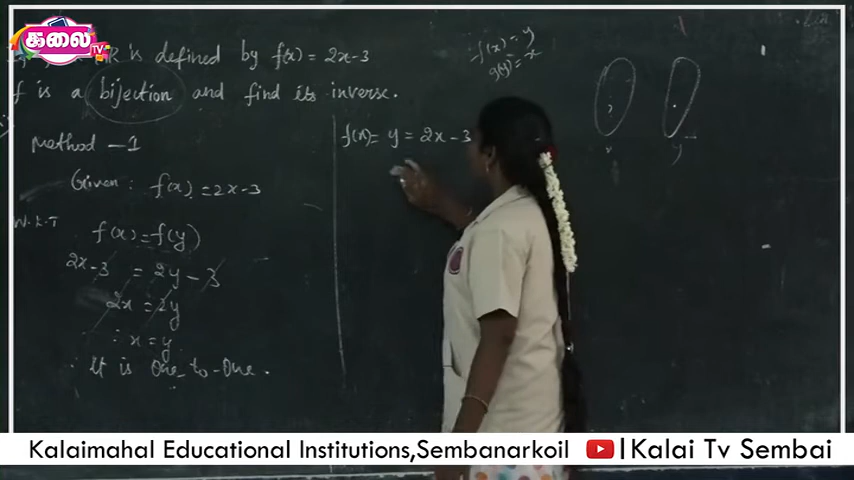 கலை TV
R is defined by f(x) = 2x-3
f is a bijection and find its inverse.
Method -1
Given: f(x) = 2x-3
W.K.T
f(x) = f(y)
2x-3 = 2y-3
2x = 2y
∴ x = y
∴ It is One-to-One.
f(x) = y = 2x-3
f(x) = y
g(y) = x
x y
Kalaimahal Educational Institutions,Sembanarkoil | Kalai Tv Sembai